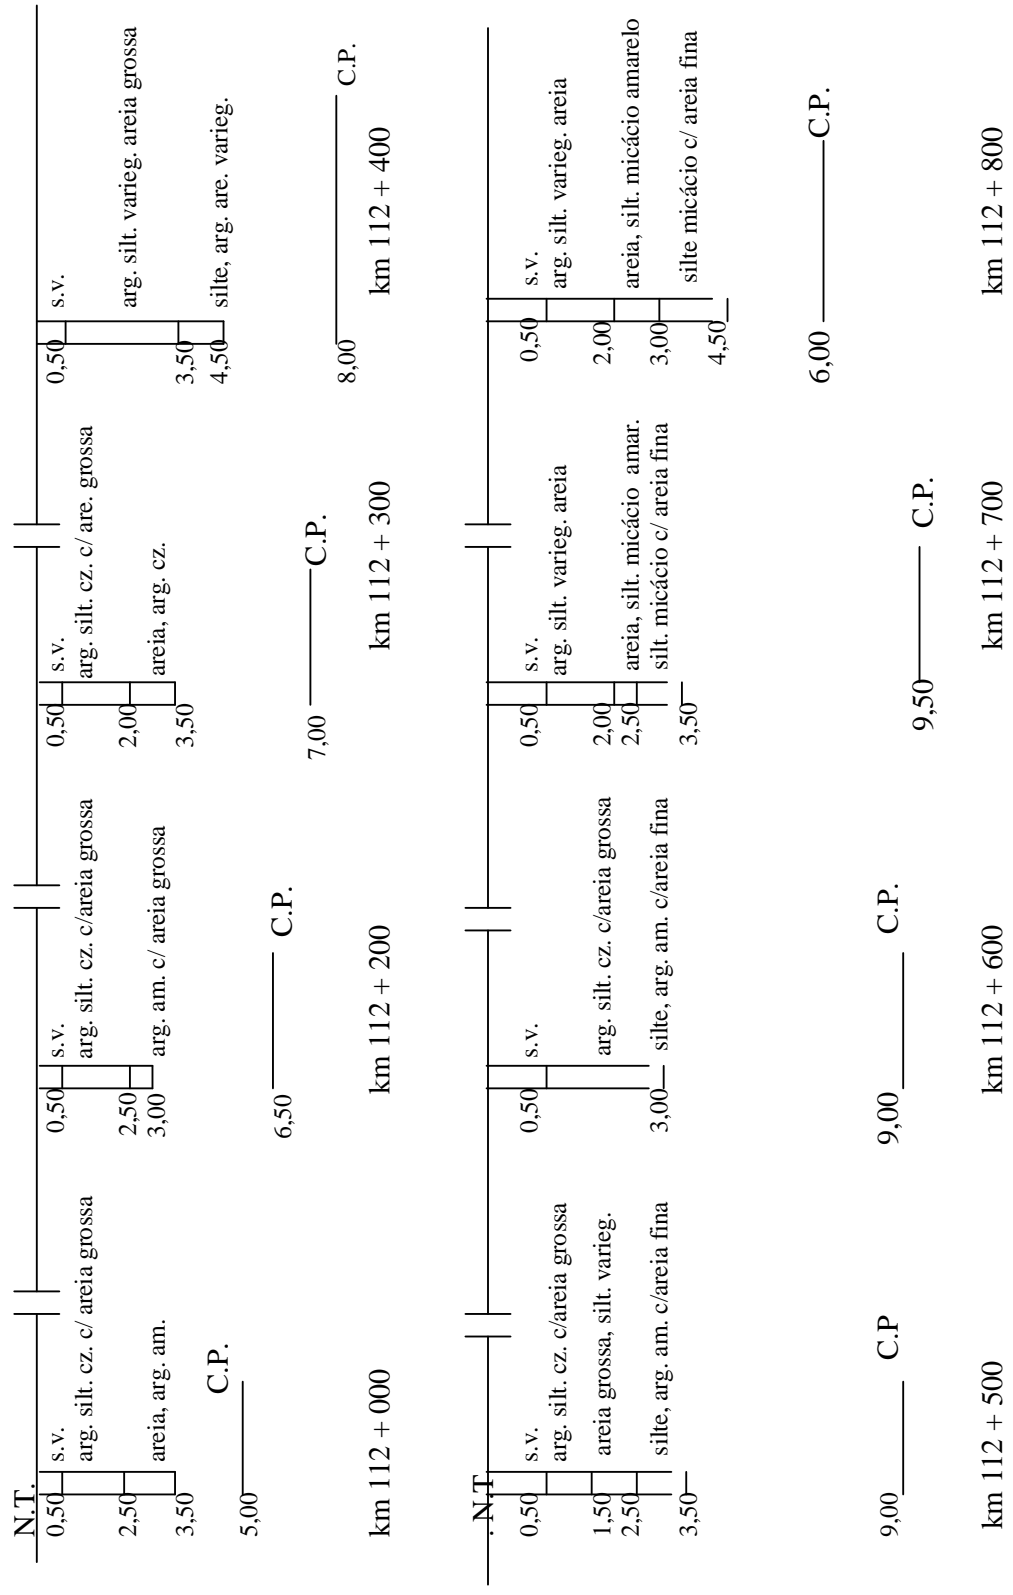 N.T.
0,50
s.v.
arg. silt. cz. c/ areia grossa
2,50
areia, arg. am.
3,50
5,00
C.P.
km 112 + 000
0,50
s.v.
arg. silt. cz. c/areia grossa
2,50
3,00
arg. am. c/ areia grossa
6,50
C.P.
km 112 + 200
0,50
s.v.
arg. silt. cz. c/ are. grossa
2,00
areia, arg. cz.
3,50
7,00
C.P.
km 112 + 300
0,50
s.v.
arg. silt. varieg. areia grossa
3,50
4,50
silte, arg. are. varieg.
8,00
C.P.
km 112 + 400
. N.T
0,50
s.v.
arg. silt. cz. c/areia grossa
1,50
areia grossa, silt. varieg.
2,50
silte, arg. am. c/areia fina
3,50
9,00
C.P
km 112 + 500
0,50
s.v.
arg. silt. cz. c/areia grossa
3,00
silte, arg. am. c/areia fina
9,00
C.P.
km 112 + 600
0,50
s.v.
arg. silt. varieg. areia
2,00
areia, silt. micácio amar.
2,50
silt. micácio c/ areia fina
3,50
9,50
C.P.
km 112 + 700
0,50
s.v.
arg. silt. varieg. areia
2,00
areia, silt. micácio amarelo
3,00
silte micácio c/ areia fina
4,50
6,00
C.P.
km 112 + 800